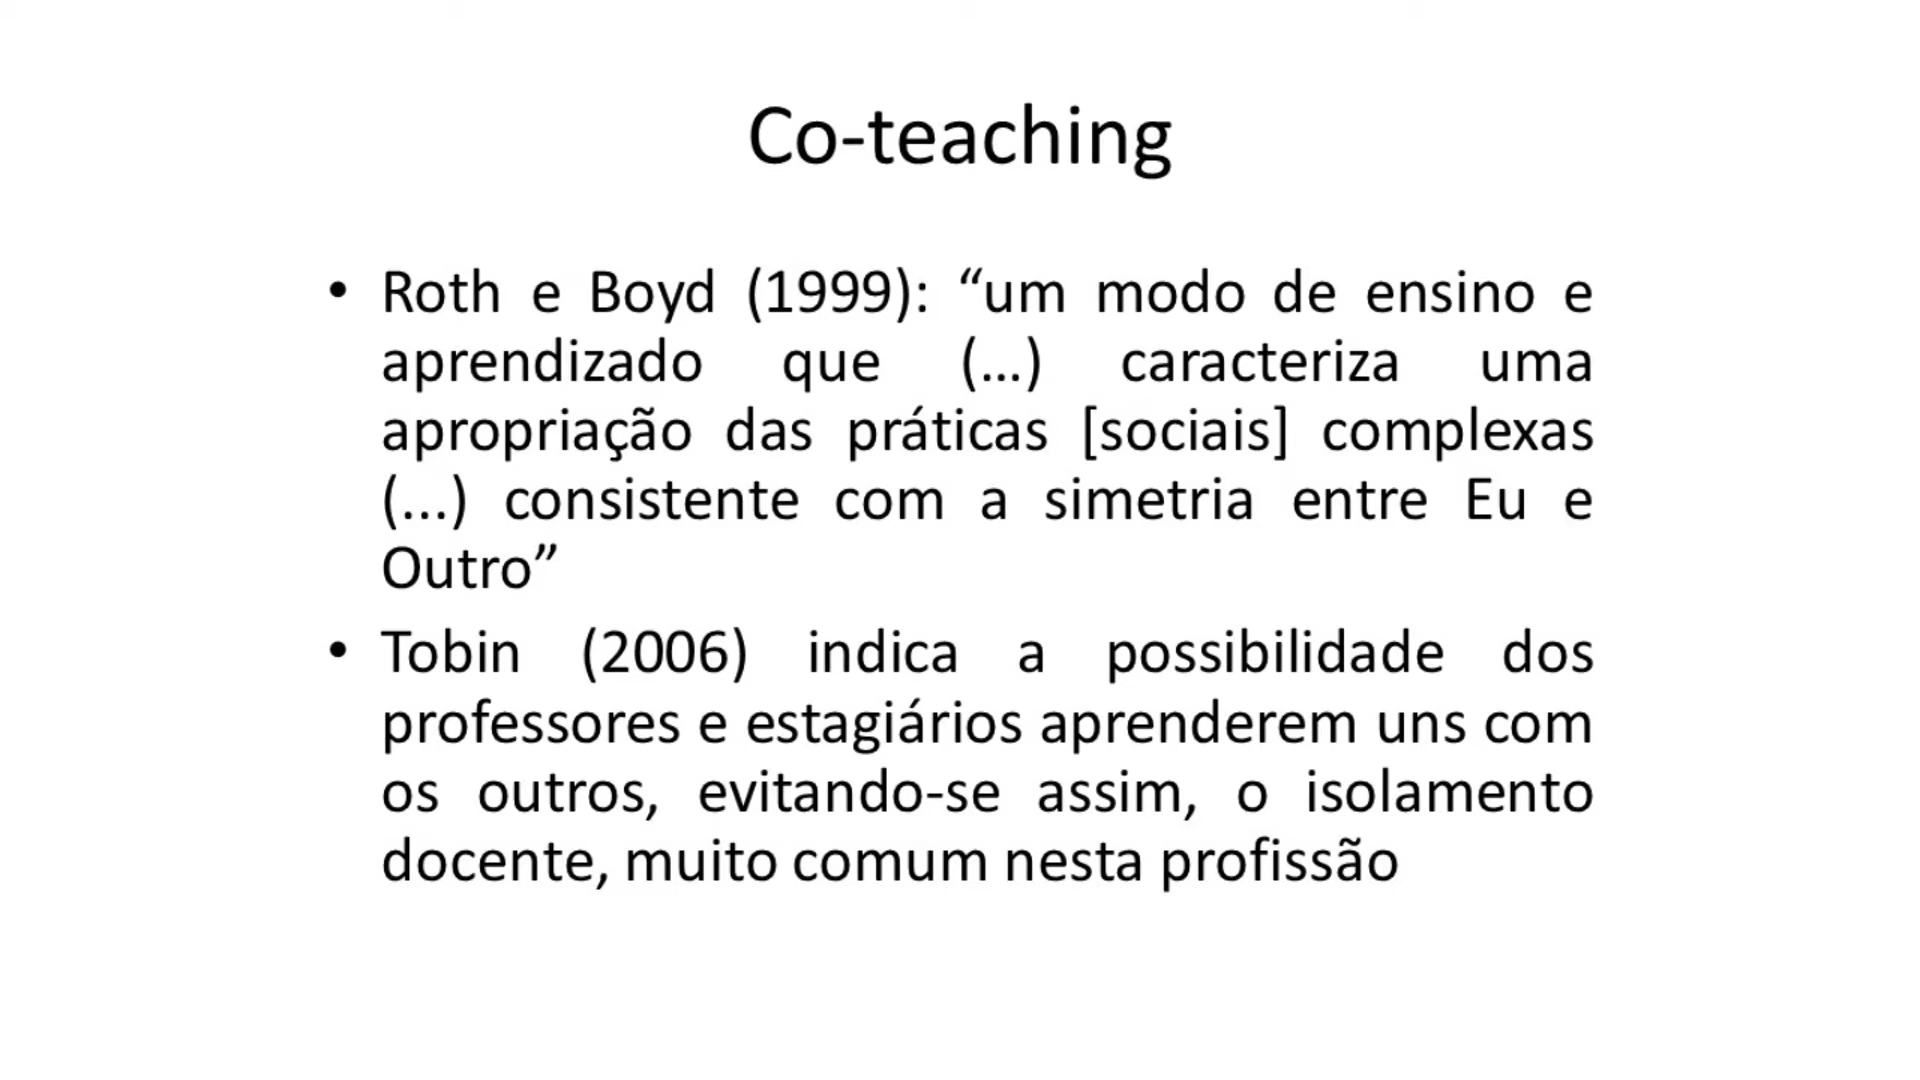 Co-teaching
• Roth e Boyd (1999): “um modo de ensino e
aprendizado que (...) caracteriza uma
apropriação das práticas [sociais] complexas
(...) consistente com a simetria entre Eu e
Outro”
• Tobin (2006) indica a possibilidade dos
professores e estagiários aprenderem uns com
os outros, evitando-se assim, o isolamento
docente, muito comum nesta profissão